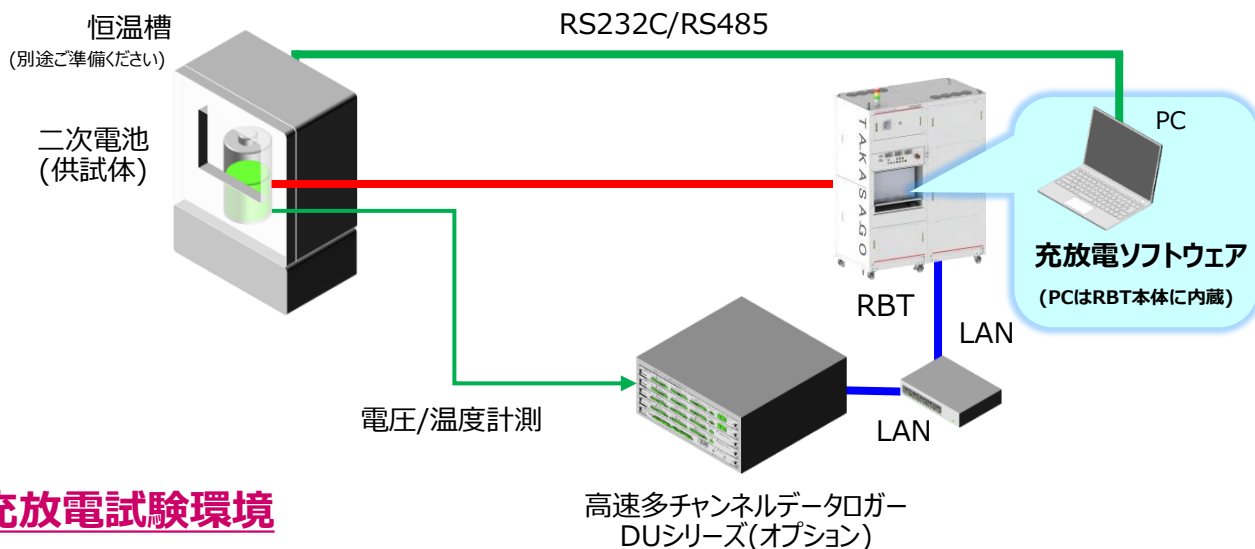 恒温槽
(別途ご準備ください)
RS232C/RS485
二次電池
(供試体)
TAKASAGO
PC
充放電ソフトウェア
(PCはRBT本体に内蔵)
RBT
LAN
LAN
電圧/温度計測
高速多チャンネルデータロガー
DUシリーズ(オプション)
充放電試験環境